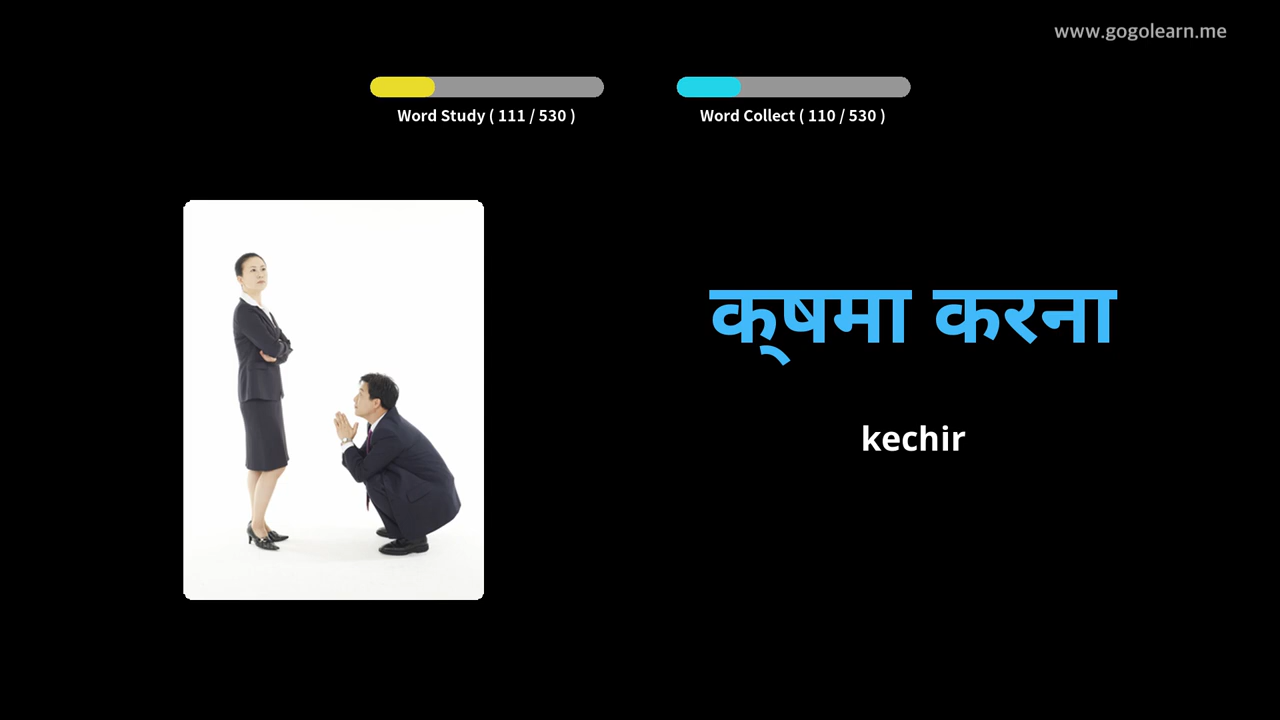 www.gogolearn.me
Word Study ( 111 / 530 )
Word Collect ( 110 / 530 )
क्षमा करना
kechir